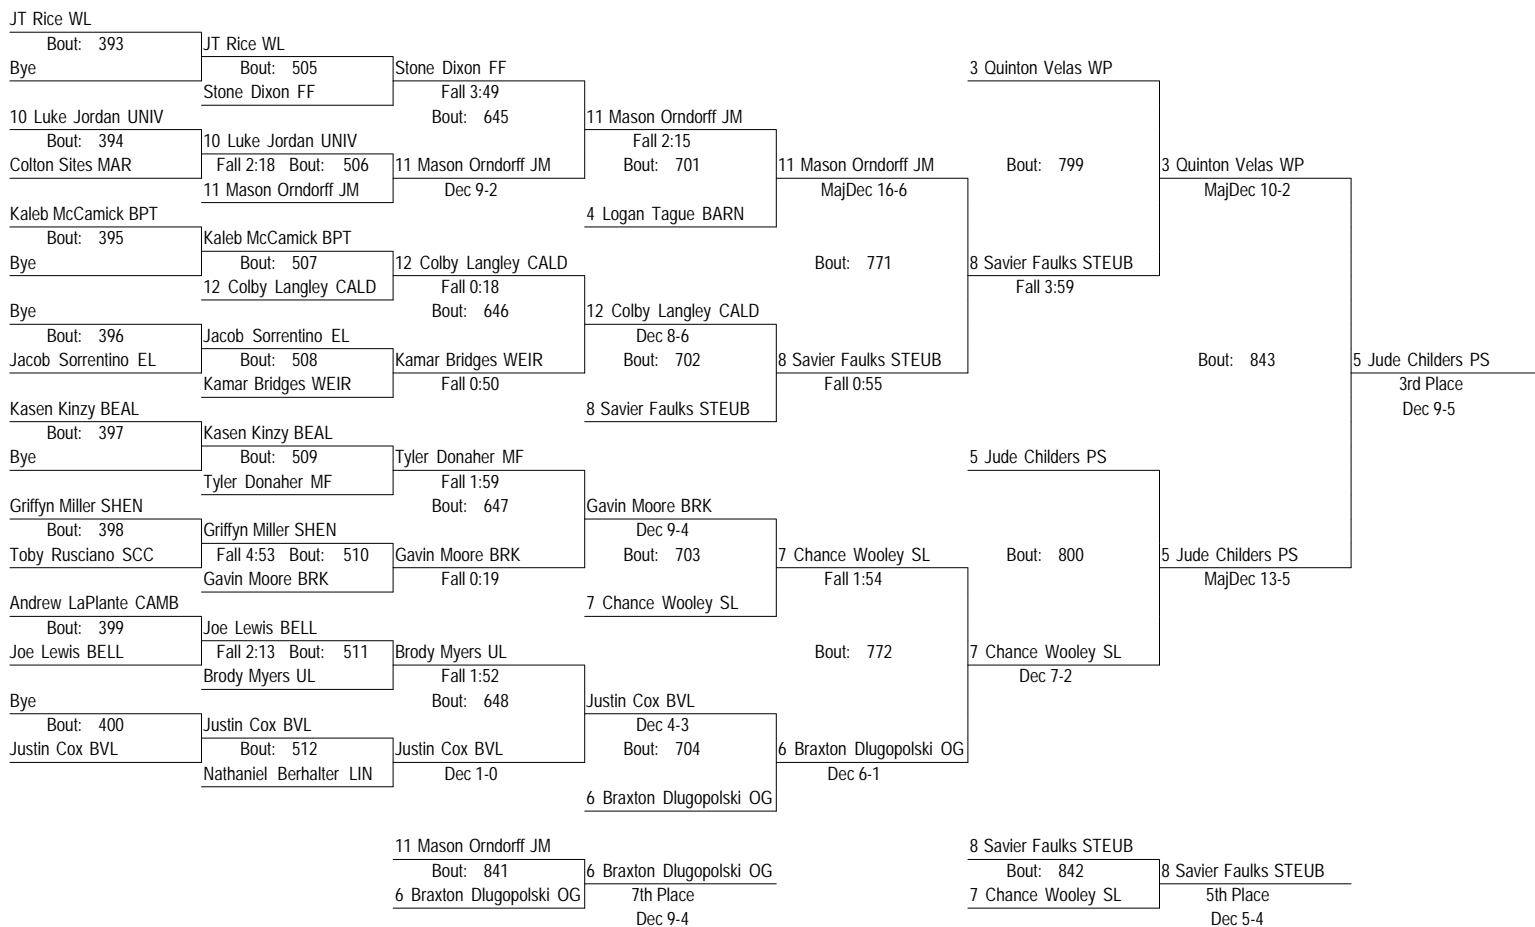 JT Rice WL
Bout: 393
JT Rice WL
Bye
Bout: 505
Stone Dixon FF
3 Quinton Velas WP
Stone Dixon FF
Fall 3:49
10 Luke Jordan UNIV
Bout: 645
11 Mason Orndorff JM
Bout: 394
10 Luke Jordan UNIV
Fall 2:15
Colton Sites MAR
Fall 2:18 Bout: 506
11 Mason Orndorff JM
Bout: 701
11 Mason Orndorff JM
Bout: 799
3 Quinton Velas WP
11 Mason Orndorff JM
Dec 9-2
MajDec 16-6
MajDec 10-2
Kaleb McCamick BPT
4 Logan Tague BARN
Bout: 395
Kaleb McCamick BPT
Bye
Bout: 507
12 Colby Langley CALD
Bout: 771
8 Savier Faulks STEUB
12 Colby Langley CALD
Fall 0:18
Fall 3:59
Bye
Bout: 646
12 Colby Langley CALD
Bout: 396
Jacob Sorrentino EL
Dec 8-6
Jacob Sorrentino EL
Bout: 508
Kamar Bridges WEIR
Bout: 702
8 Savier Faulks STEUB
Bout: 843
5 Jude Childers PS
Kamar Bridges WEIR
Fall 0:50
Fall 0:55
3rd Place
Kasen Kinzy BEAL
8 Savier Faulks STEUB
Dec 9-5
Bout: 397
Kasen Kinzy BEAL
Bye
Bout: 509
Tyler Donaher MF
5 Jude Childers PS
Tyler Donaher MF
Fall 1:59
Griffyn Miller SHEN
Bout: 647
Gavin Moore BRK
Bout: 398
Griffyn Miller SHEN
Dec 9-4
Toby Rusciano SCC
Fall 4:53 Bout: 510
Gavin Moore BRK
Bout: 703
7 Chance Wooley SL
Bout: 800
5 Jude Childers PS
Gavin Moore BRK
Fall 0:19
Fall 1:54
MajDec 13-5
Andrew LaPlante CAMB
7 Chance Wooley SL
Bout: 399
Joe Lewis BELL
Joe Lewis BELL
Fall 2:13 Bout: 511
Brody Myers UL
Bout: 772
7 Chance Wooley SL
Brody Myers UL
Fall 1:52
Dec 7-2
Bye
Bout: 648
Justin Cox BVL
Bout: 400
Justin Cox BVL
Dec 4-3
Justin Cox BVL
Bout: 512
Justin Cox BVL
Bout: 704
6 Braxton Dlugopolski OG
Nathaniel Berhalter LIN
Dec 1-0
Dec 6-1
6 Braxton Dlugopolski OG
11 Mason Orndorff JM
8 Savier Faulks STEUB
Bout: 841
6 Braxton Dlugopolski OG
Bout: 842
8 Savier Faulks STEUB
6 Braxton Dlugopolski OG
7th Place
7 Chance Wooley SL
5th Place
Dec 9-4
Dec 5-4